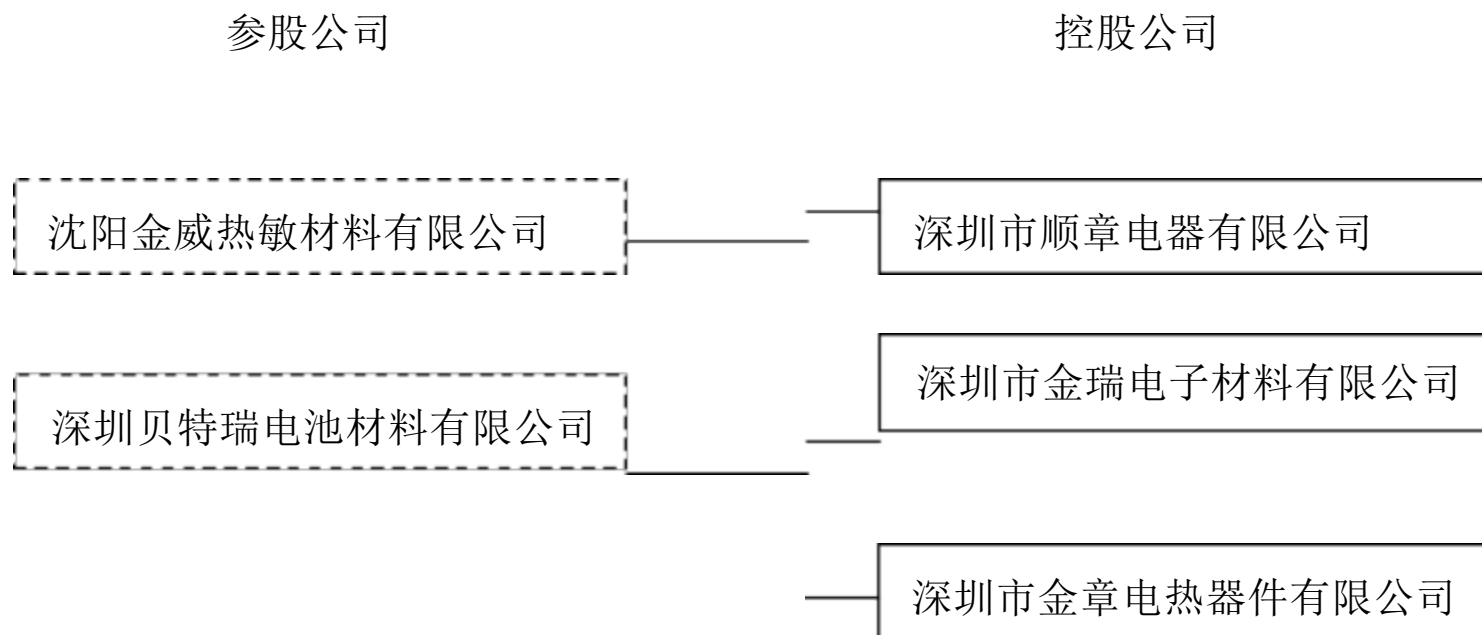 参股公司
控股公司
沈阳金威热敏材料有限公司
深圳市顺章电器有限公司
深圳市金瑞电子材料有限公司
深圳贝特瑞电池材料有限公司
深圳市金章电热器件有限公司